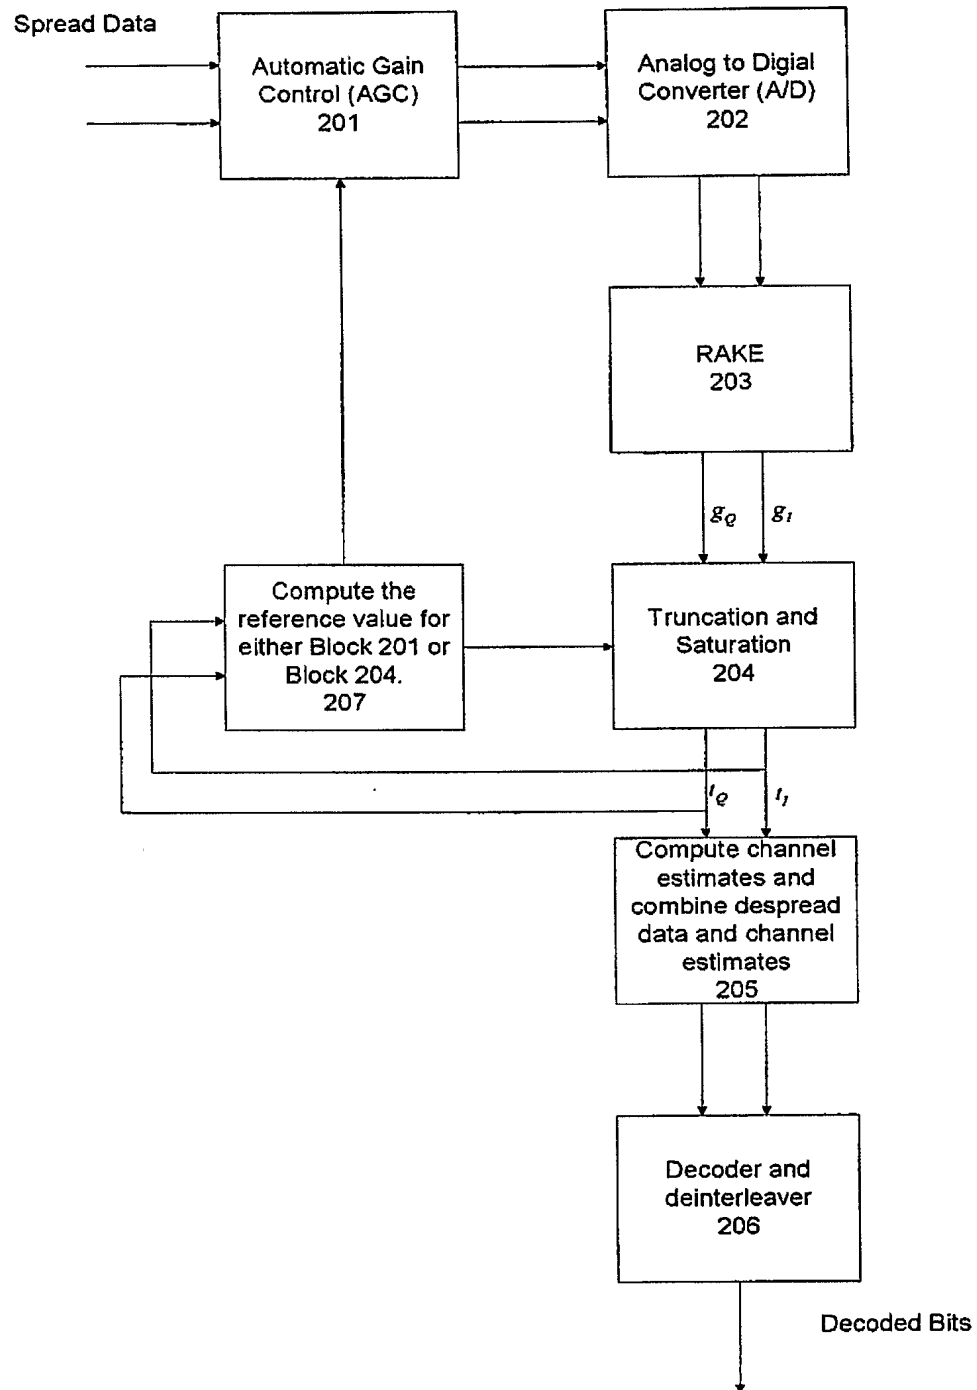 Spread Data
Automatic Gain
Control (AGC)
201
Analog to Digial
Converter (A/D)
202
RAKE
203
gQ
gI
Compute the
reference value for
either Block 201 or
Block 204.
207
Truncation and
Saturation
204
tQ
tI
Compute channel
estimates and
combine despread
data and channel
estimates
205
Decoder and
deinterleaver
206
Decoded Bits